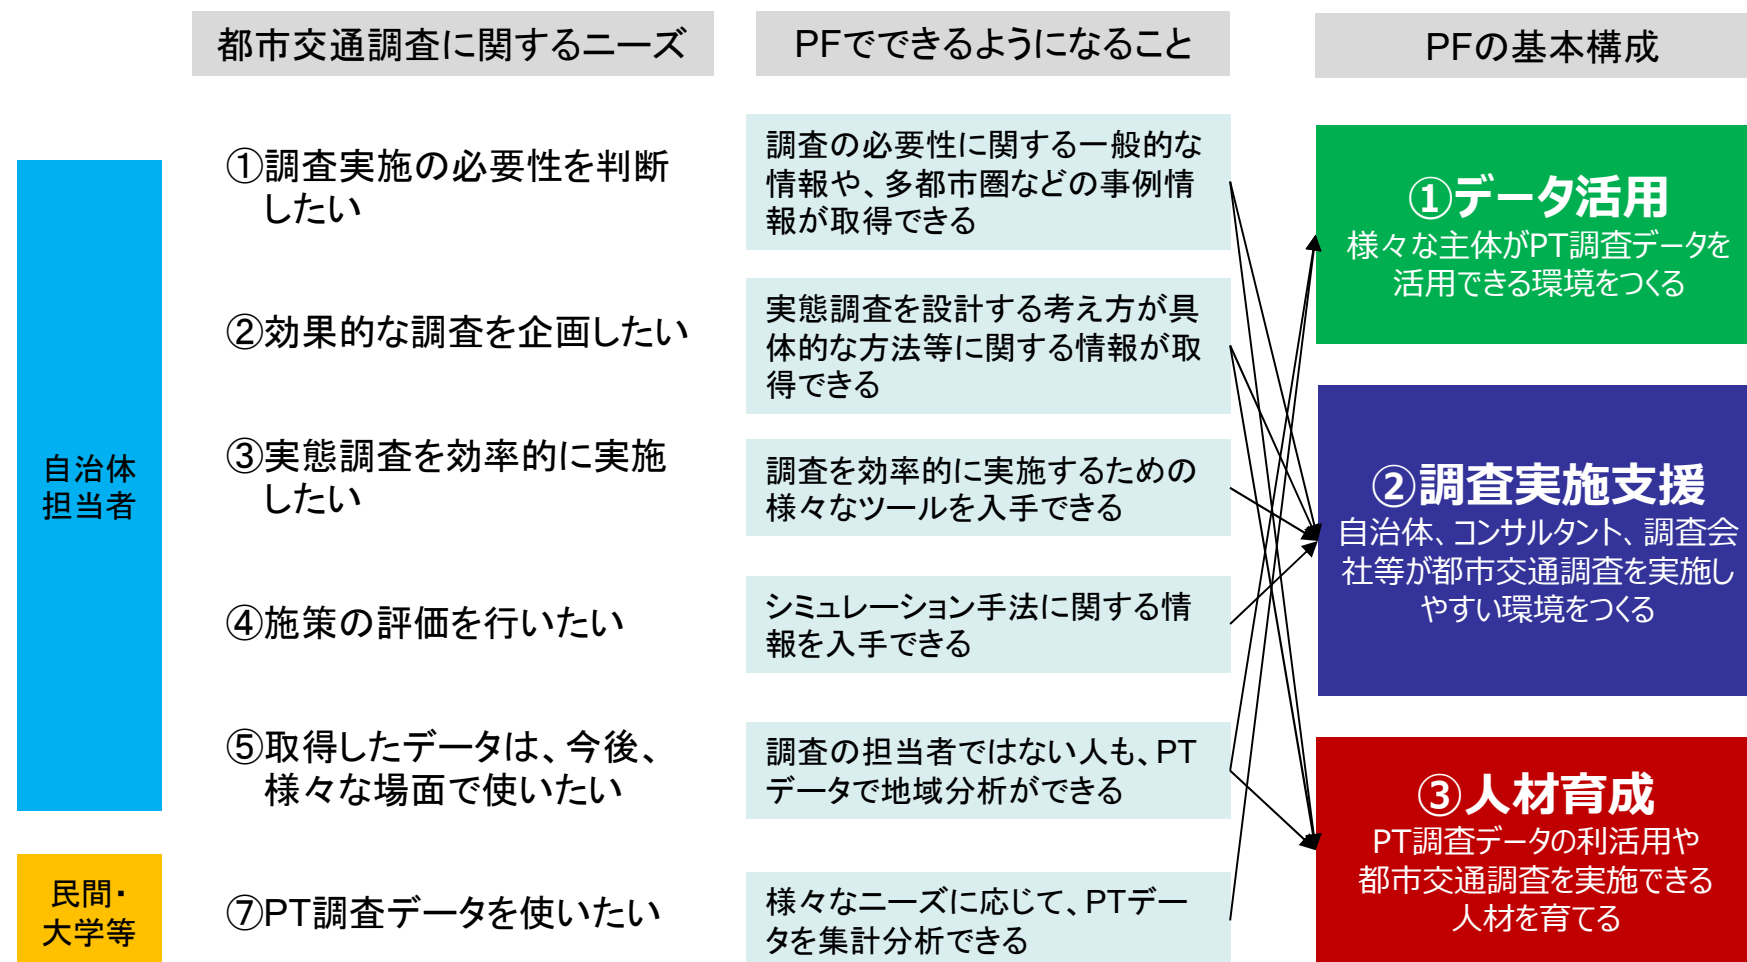 都市交通調査に関するニーズ
PFでできるようになること
PFの基本構成
自治体
担当者
①調査実施の必要性を判断
したい
調査の必要性に関する一般的な
情報や、多都市圏などの事例情
報が取得できる
②効果的な調査を企画したい
実態調査を設計する考え方が具
体的な方法等に関する情報が取
得できる
③実態調査を効率的に実施
したい
調査を効率的に実施するための
様々なツールを入手できる
④施策の評価を行いたい
シミュレーション手法に関する情
報を入手できる
⑤取得したデータは、今後、
様々な場面で使いたい
調査の担当者ではない人も、PT
データで地域分析ができる
民間・
大学等
⑦PT調査データを使いたい
様々なニーズに応じて、PTデー
タを集計分析できる
①データ活用
様々な主体がPT調査データを
活用できる環境をつくる
②調査実施支援
自治体、コンサルタント、調査会
社等が都市交通調査を実施し
やすい環境をつくる
③人材育成
PT調査データの利活用や
都市交通調査を実施できる
人材を育てる